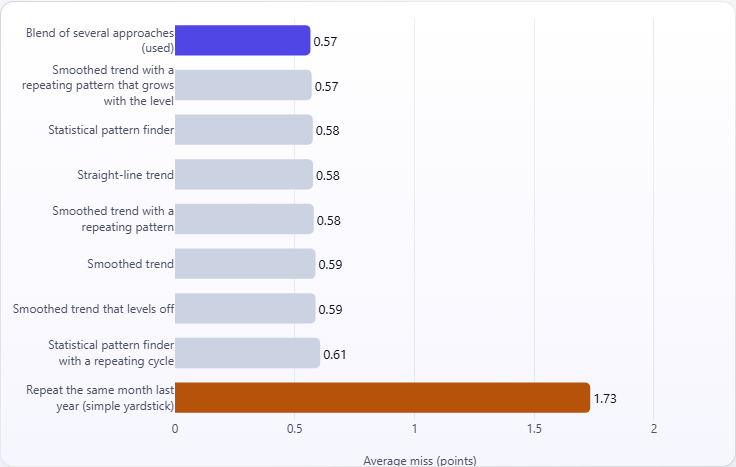 Blend of several approaches
(used)
0.57
Smoothed trend with a
repeating pattern that grows
with the level
0.57
Statistical pattern finder
0.58
Straight-line trend
0.58
Smoothed trend with a
repeating pattern
0.58
Smoothed trend
0.59
Smoothed trend that levels off
0.59
Statistical pattern finder
with a repeating cycle
0.61
Repeat the same month last
year (simple yardstick)
1.73
0 0.5 1 1.5 2
Average miss (points)